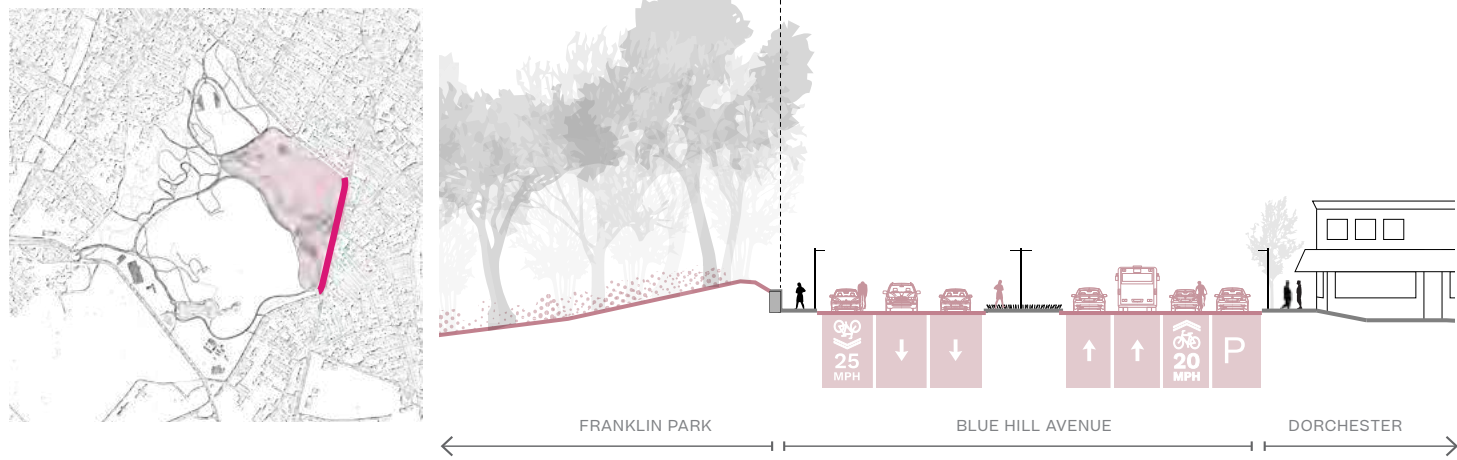 25
MPH
20
MPH
P
FRANKLIN PARK
BLUE HILL AVENUE
DORCHESTER